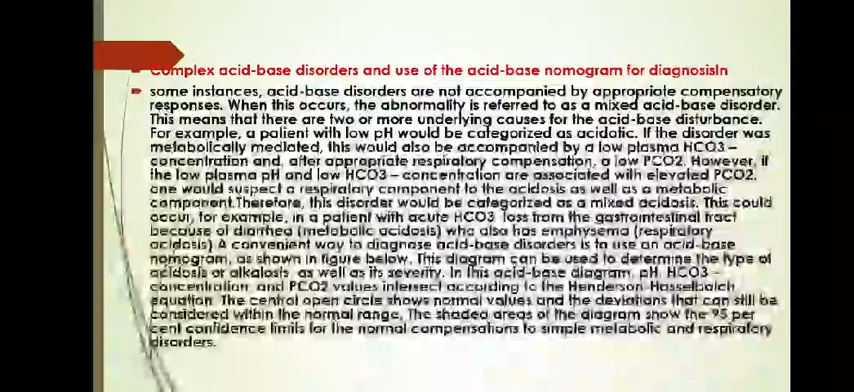 Complex acid-base disorders and use of the acid-base nomogram for diagnosisIn
some instances, acid-base disorders are not accompanied by appropriate compensatory
responses. When this occurs, the abnormality is referred to as a mixed acid-base disorder.
This means that there are two or more underlying causes for the acid-base disturbance.
For example, a patient with low pH would be categorized as acidotic. If the disorder was
metabolically mediated, this would also be accompanied by a low plasma HCO3 –
concentration and, after appropriate respiratory compensation, a low PCO2. However, if
the low plasma pH and low HCO3 – concentration are associated with elevated PCO2,
one would suspect a respiratory component to the acidosis as well as a metabolic
component.Therefore, this disorder would be categorized as a mixed acidosis. This could
occur, for example, in a patient with acute HCO3 – loss from the gastrointestinal tract
because of diarrhea (metabolic acidosis) who also has emphysema (respiratory
acidosis).A convenient way to diagnose acid-base disorders is to use an acid-base
nomogram, as shown in figure below. This diagram can be used to determine the type of
acidosis or alkalosis, as well as its severity. In this acid-base diagram, pH, HCO3 –
concentration, and PCO2 values intersect according to the Henderson-Hasselbalch
equation. The central open circle shows normal values and the deviations that can still be
considered within the normal range. The shaded areas of the diagram show the 95 per
cent confidence limits for the normal compensations to simple metabolic and respiratory
disorders.